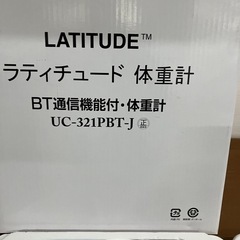 LATITUDE™
ラティチュード 体重計
BT通信機能付・体重計
UC-321PBT-J 正